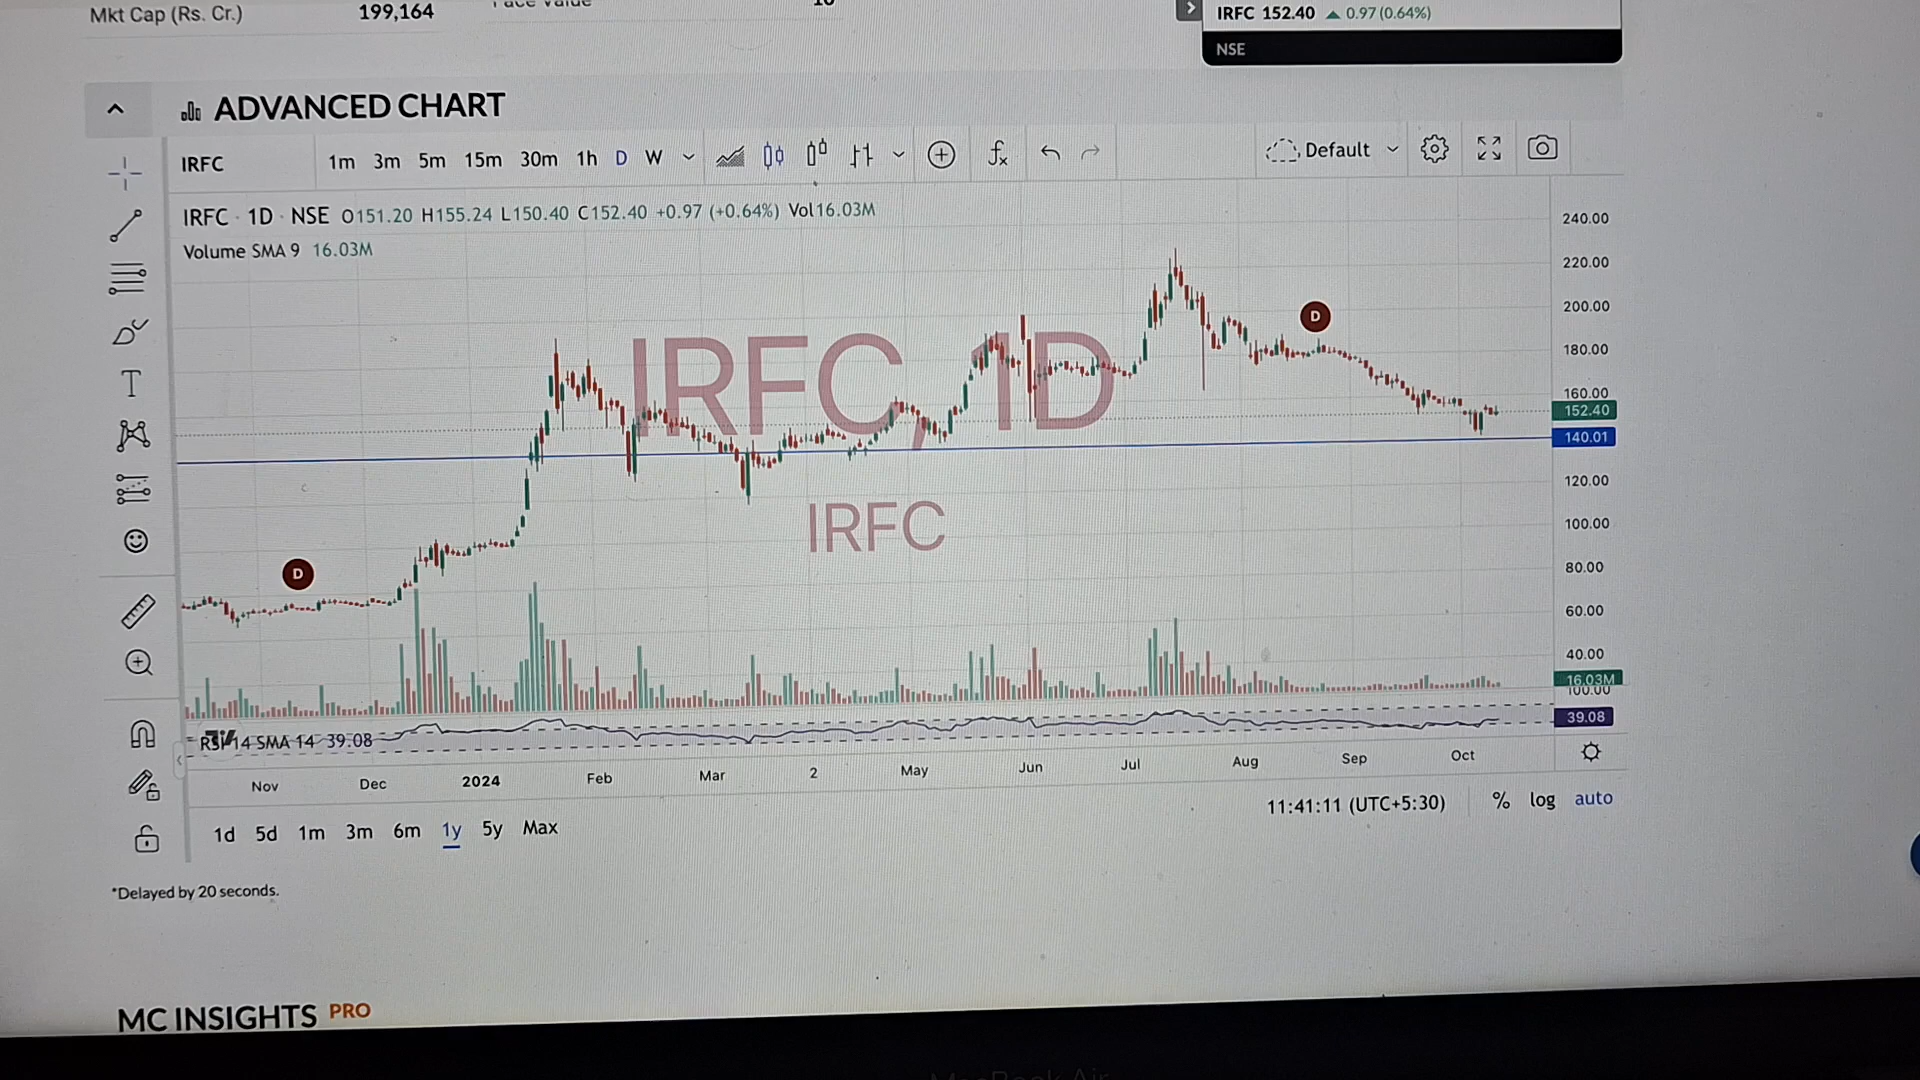 Mkt Cap (Rs. Cr.) 199,164
IRFC 152.40 ▲ 0.97 (0.64%)
NSE
ADVANCED CHART
IRFC 1m 3m 5m 15m 30m 1h D W Default
IRFC · 1D · NSE O151.20 H155.24 L150.40 C152.40 +0.97 (+0.64%) Vol16.03M
Volume SMA 9 16.03M
240.00
220.00
200.00
180.00
160.00
152.40
140.01
120.00
100.00
80.00
60.00
40.00
16.03M
100.00
39.08
D
IRFC, 1D
IRFC
D
RSI 14 SMA 14 39.08
Nov Dec 2024 Feb Mar 2 May Jun Jul Aug Sep Oct
11:41:11 (UTC+5:30) % log auto
1d 5d 1m 3m 6m 1y 5y Max
*Delayed by 20 seconds.
MC INSIGHTS PRO